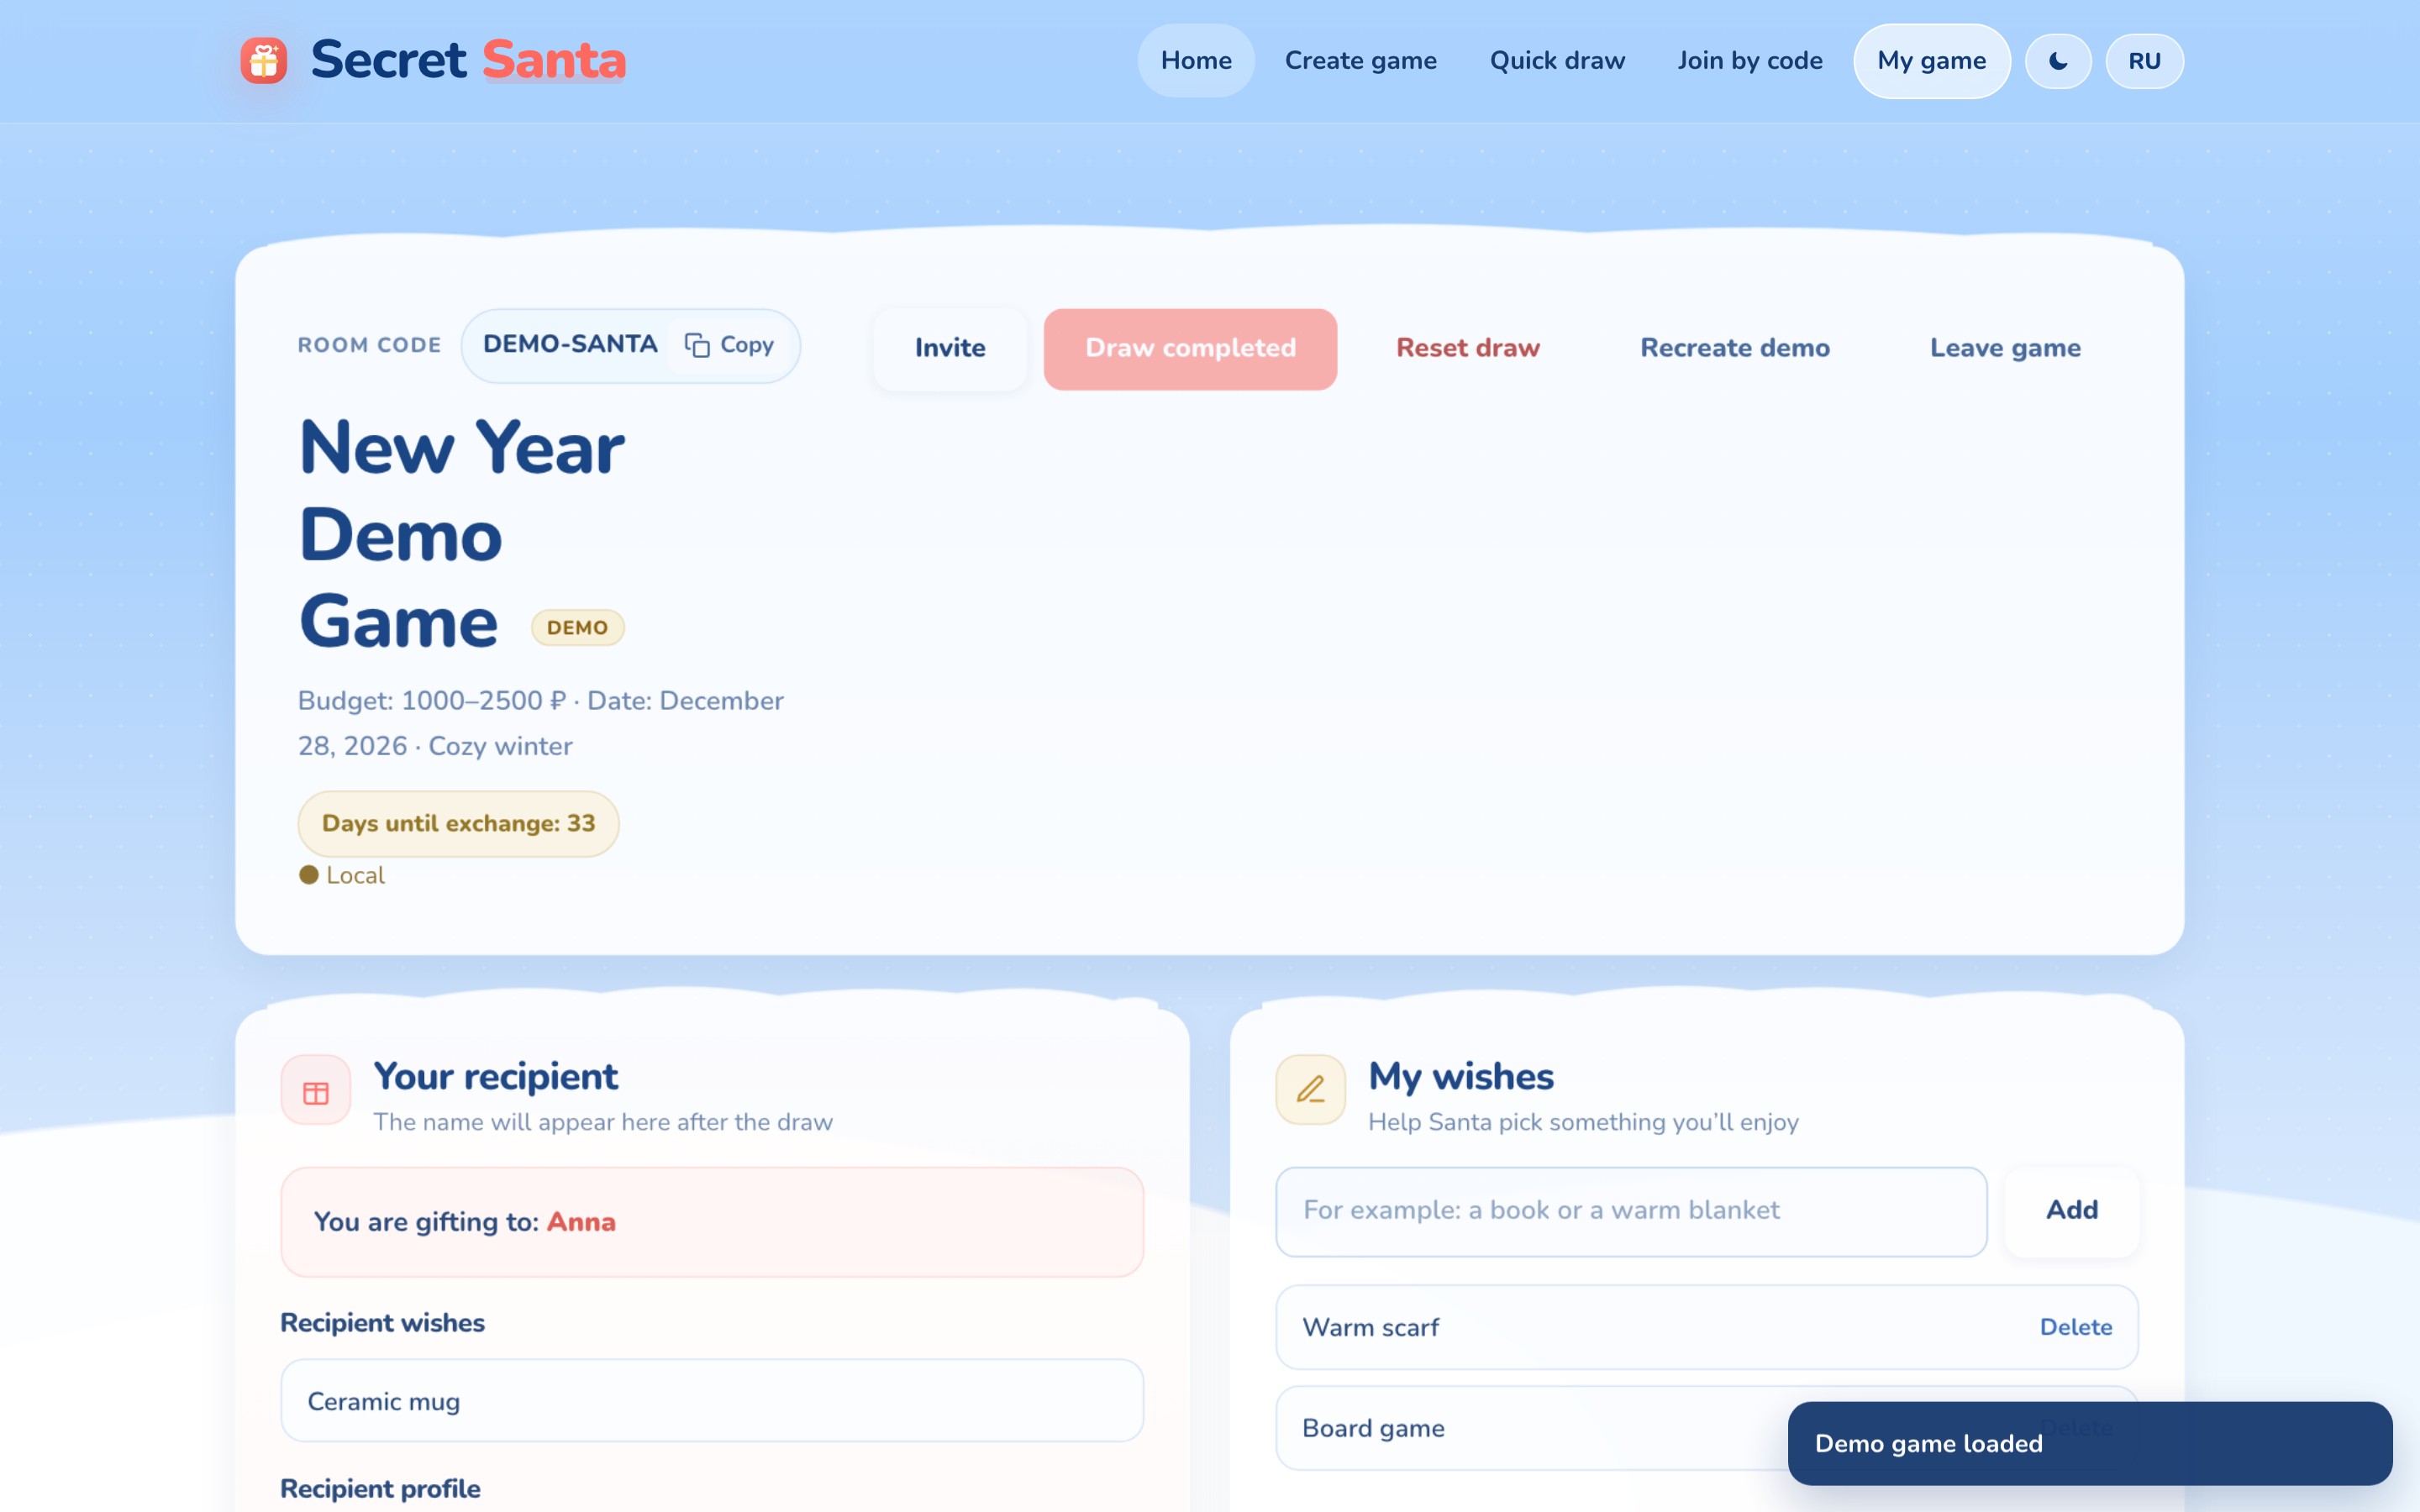 Secret Santa
Home
Create game
Quick draw
Join by code
My game
RU
ROOM CODE
DEMO-SANTA
Copy
Invite
Draw completed
Reset draw
Recreate demo
Leave game
New Year
Demo
Game
DEMO
Budget: 1000–2500 ₽ · Date: December
28, 2026 · Cozy winter
Days until exchange: 33
Local
Your recipient
The name will appear here after the draw
You are gifting to: Anna
Recipient wishes
Ceramic mug
Recipient profile
My wishes
Help Santa pick something you’ll enjoy
For example: a book or a warm blanket
Add
Warm scarf
Delete
Board game
Delete
Demo game loaded